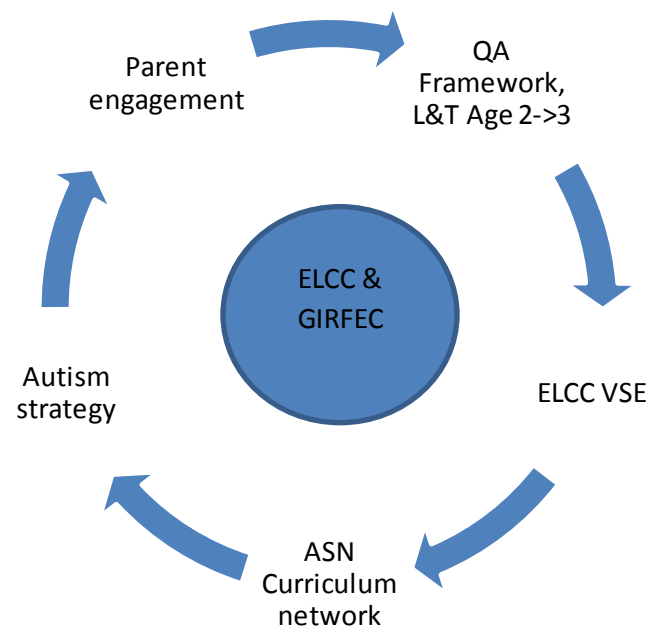 Parent
engagement
QA
Framework,
L&T Age 2->3
ELCC &
GIRFEC
ELCC VSE
Autism
strategy
ASN
Curriculum
network